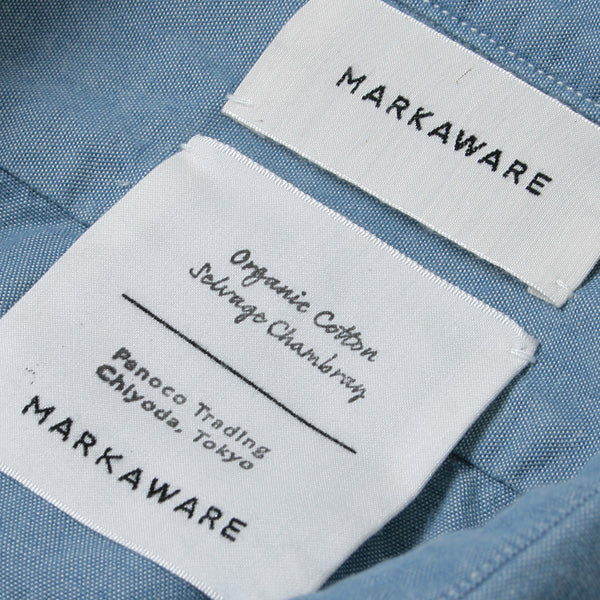 MARKAWARE
Organic Cotton
Selvage Chambray
Penoco Trading
Chiyoda, Tokyo
MARKAWARE